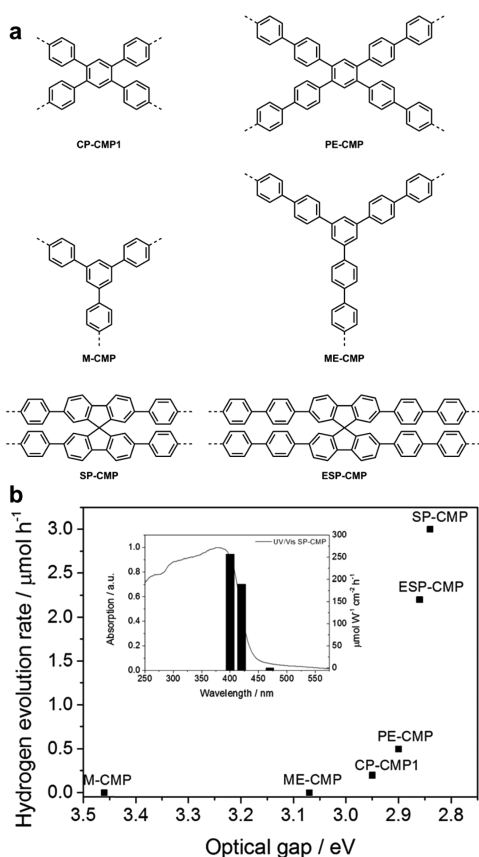 a
CP-CMP1 PE-CMP
M-CMP ME-CMP
SP-CMP ESP-CMP
b
Hydrogen evolution rate / μmol h⁻¹
3.0
2.5
2.0
1.5
1.0
0.5
0.0
SP-CMP
ESP-CMP
PE-CMP
CP-CMP1
M-CMP ME-CMP
3.5 3.4 3.3 3.2 3.1 3.0 2.9 2.8
Optical gap / eV
UV/Vis SP-CMP
Absorption / a.u.
1.0
0.8
0.6
0.4
0.2
0.0
250 300 350 400 450 500 550
Wavelength / nm
300
250
200
150
100
50
0
μmol W⁻¹ cm⁻² h⁻¹